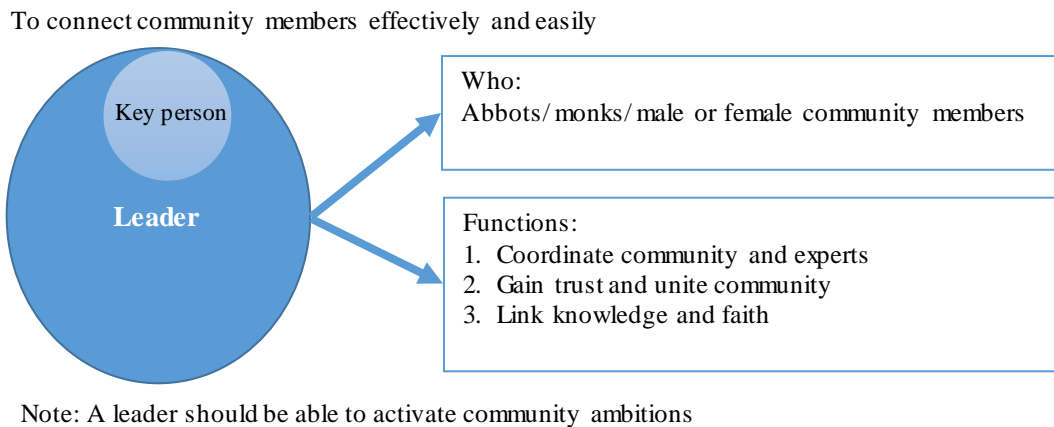 To connect community members effectively and easily
Key person
Leader
Who:
Abbots/ monks/ male or female community members
Functions:
1. Coordinate community and experts
2. Gain trust and unite community
3. Link knowledge and faith
Note: A leader should be able to activate community ambitions